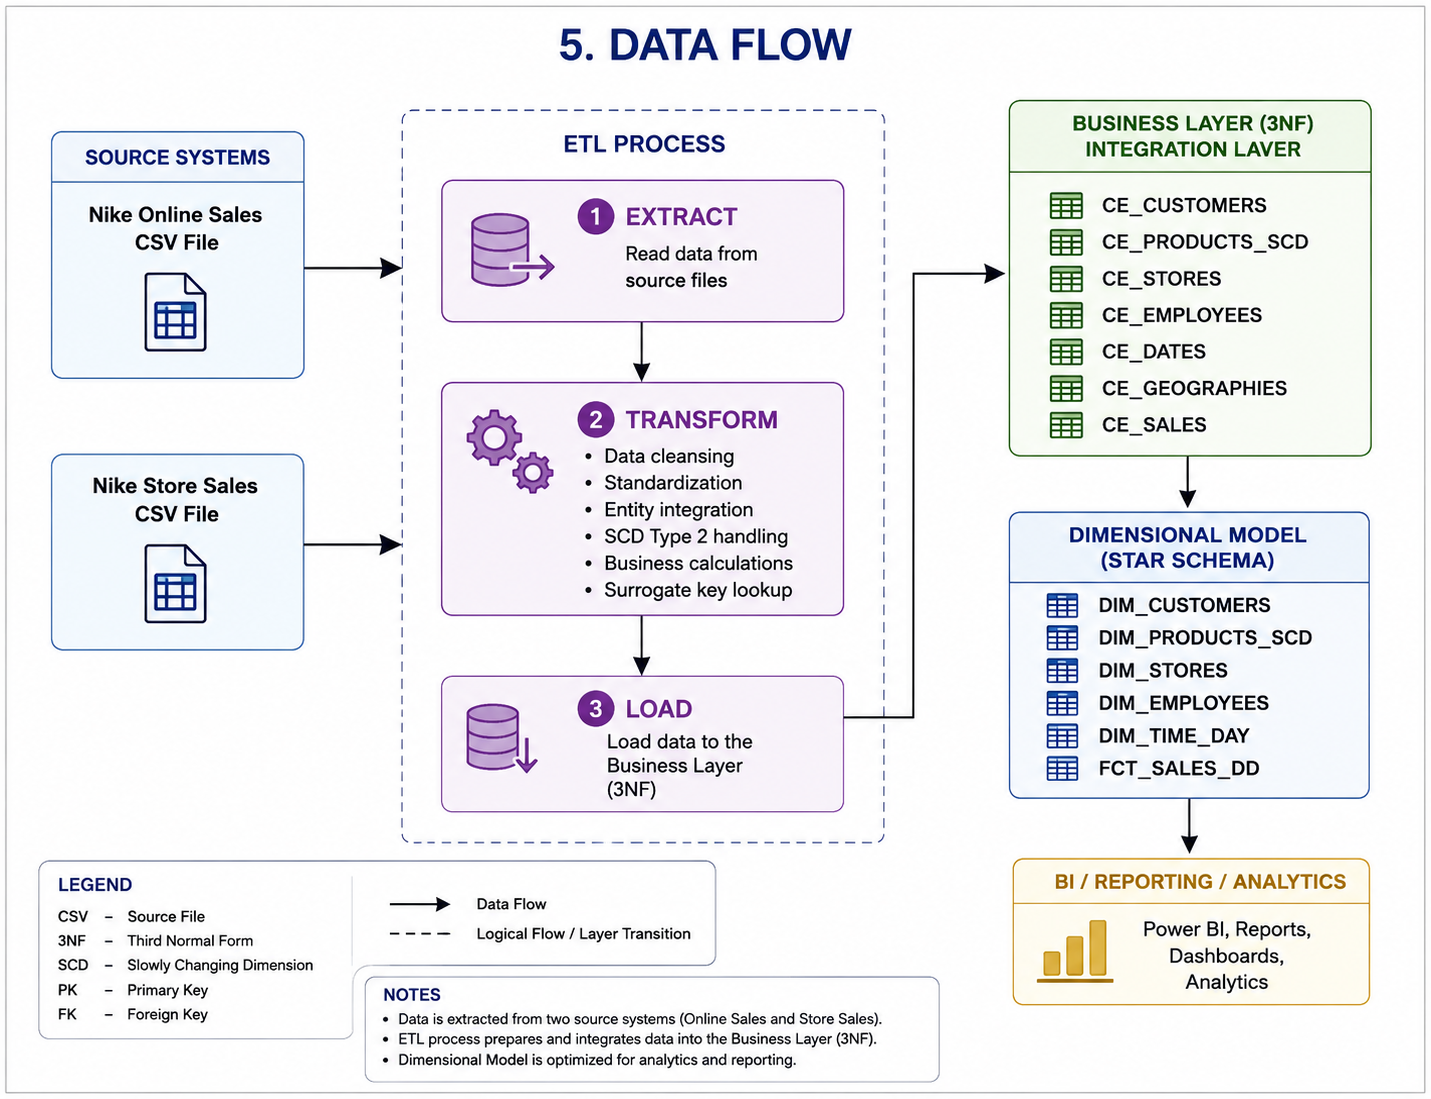 5. DATA FLOW
SOURCE SYSTEMS
Nike Online Sales
CSV File
Nike Store Sales
CSV File
ETL PROCESS
1 EXTRACT
Read data from
source files
2 TRANSFORM
• Data cleansing
• Standardization
• Entity integration
• SCD Type 2 handling
• Business calculations
• Surrogate key lookup
3 LOAD
Load data to the
Business Layer
(3NF)
BUSINESS LAYER (3NF)
INTEGRATION LAVER
CE_CUSTOMERS
CE_PRODUCTS_SCD
CE_STORES
CE_EMPLOYEES
CE_DATES
CE_GEOGRAPHIES
CE_SALES
DIMENSIONAL MODEL
(STAR SCHEMA)
DIM_CUSTOMERS
DIM_PRODUCTS_SCD
DIM_STORES
DIM_EMPLOYEES
DIM_TIME_DAY
FCT_SALES_DD
BI / REPORTING / ANALYTICS
Power BI, Reports,
Dashboards,
Analytics
LEGEND
CSV – Source File
3NF – Third Normal Form
SCD – Slowly Changing Dimension
PK – Primary Key
FK – Foreign Key
Data Flow
Logical Flow / Layer Transition
NOTES
• Data is extracted from two source systems (Online Sales and Store Sales).
• ETL process prepares and integrates data into the Business Layer (3NF).
• Dimensional Model is optimized for analytics and reporting.